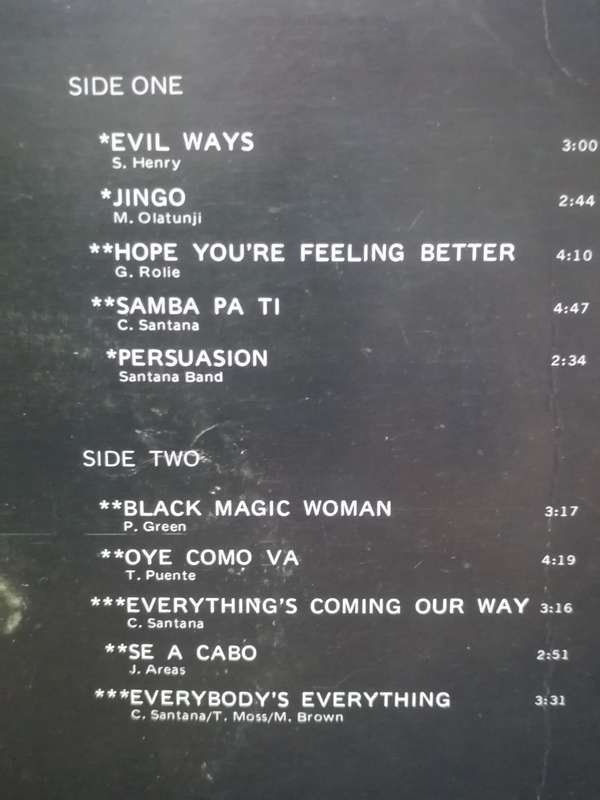 SIDE ONE
*EVIL WAYS 3:00
S. Henry
*JINGO 2:44
M. Olatunji
**HOPE YOU'RE FEELING BETTER 4:10
G. Rolie
**SAMBA PA TI 4:47
C. Santana
*PERSUASION 2:34
Santana Band
SIDE TWO
**BLACK MAGIC WOMAN 3:17
P. Green
**OYE COMO VA 4:19
T. Puente
***EVERYTHING'S COMING OUR WAY 3:16
C. Santana
**SE A CABO 2:51
J. Areas
***EVERYBODY'S EVERYTHING 3:31
C. Santana/T. Moss/M. Brown